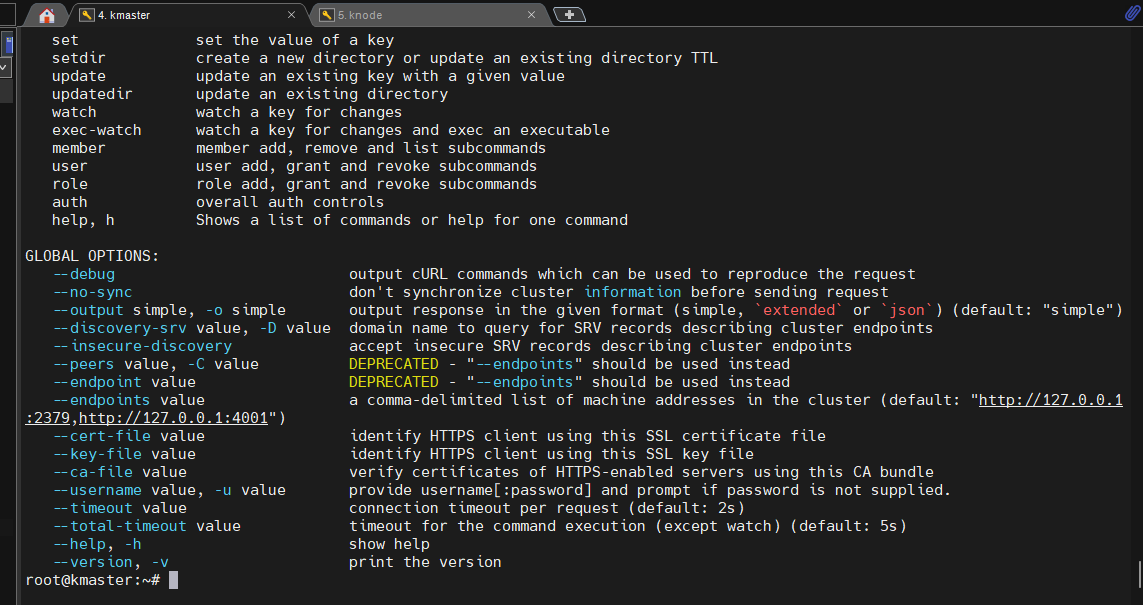 4. kmaster
5. knode
set set the value of a key
setdir create a new directory or update an existing directory TTL
update update an existing key with a given value
updatedir update an existing directory
watch watch a key for changes
exec-watch watch a key for changes and exec an executable
member member add, remove and list subcommands
user user add, grant and revoke subcommands
role role add, grant and revoke subcommands
auth overall auth controls
help, h Shows a list of commands or help for one command
GLOBAL OPTIONS:
--debug output cURL commands which can be used to reproduce the request
--no-sync don't synchronize cluster information before sending request
--output simple, -o simple output response in the given format (simple, `extended` or `json`) (default: "simple")
--discovery-srv value, -D value domain name to query for SRV records describing cluster endpoints
--insecure-discovery accept insecure SRV records describing cluster endpoints
--peers value, -C value DEPRECATED - "--endpoints" should be used instead
--endpoint value DEPRECATED - "--endpoints" should be used instead
--endpoints value a comma-delimited list of machine addresses in the cluster (default: "http://127.0.0.1
:2379,http://127.0.0.1:4001")
--cert-file value identify HTTPS client using this SSL certificate file
--key-file value identify HTTPS client using this SSL key file
--ca-file value verify certificates of HTTPS-enabled servers using this CA bundle
--username value, -u value provide username[:password] and prompt if password is not supplied.
--timeout value connection timeout per request (default: 2s)
--total-timeout value timeout for the command execution (except watch) (default: 5s)
--help, -h show help
--version, -v print the version
root@kmaster:~#